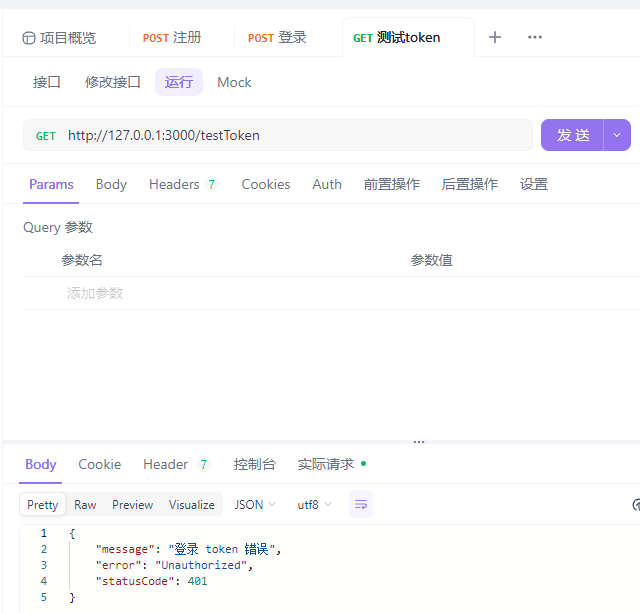 项目概览 POST 注册 POST 登录 GET 测试token
接口 修改接口 运行 Mock
GET http://127.0.0.1:3000/testToken 发 送
Params Body Headers 7 Cookies Auth 前置操作 后置操作 设置
Query 参数
参数名 参数值
添加参数
Body Cookie Header 7 控制台 实际请求
Pretty Raw Preview Visualize JSON utf8
1 {
2 "message": "登录 token 错误",
3 "error": "Unauthorized",
4 "statusCode": 401
5 }